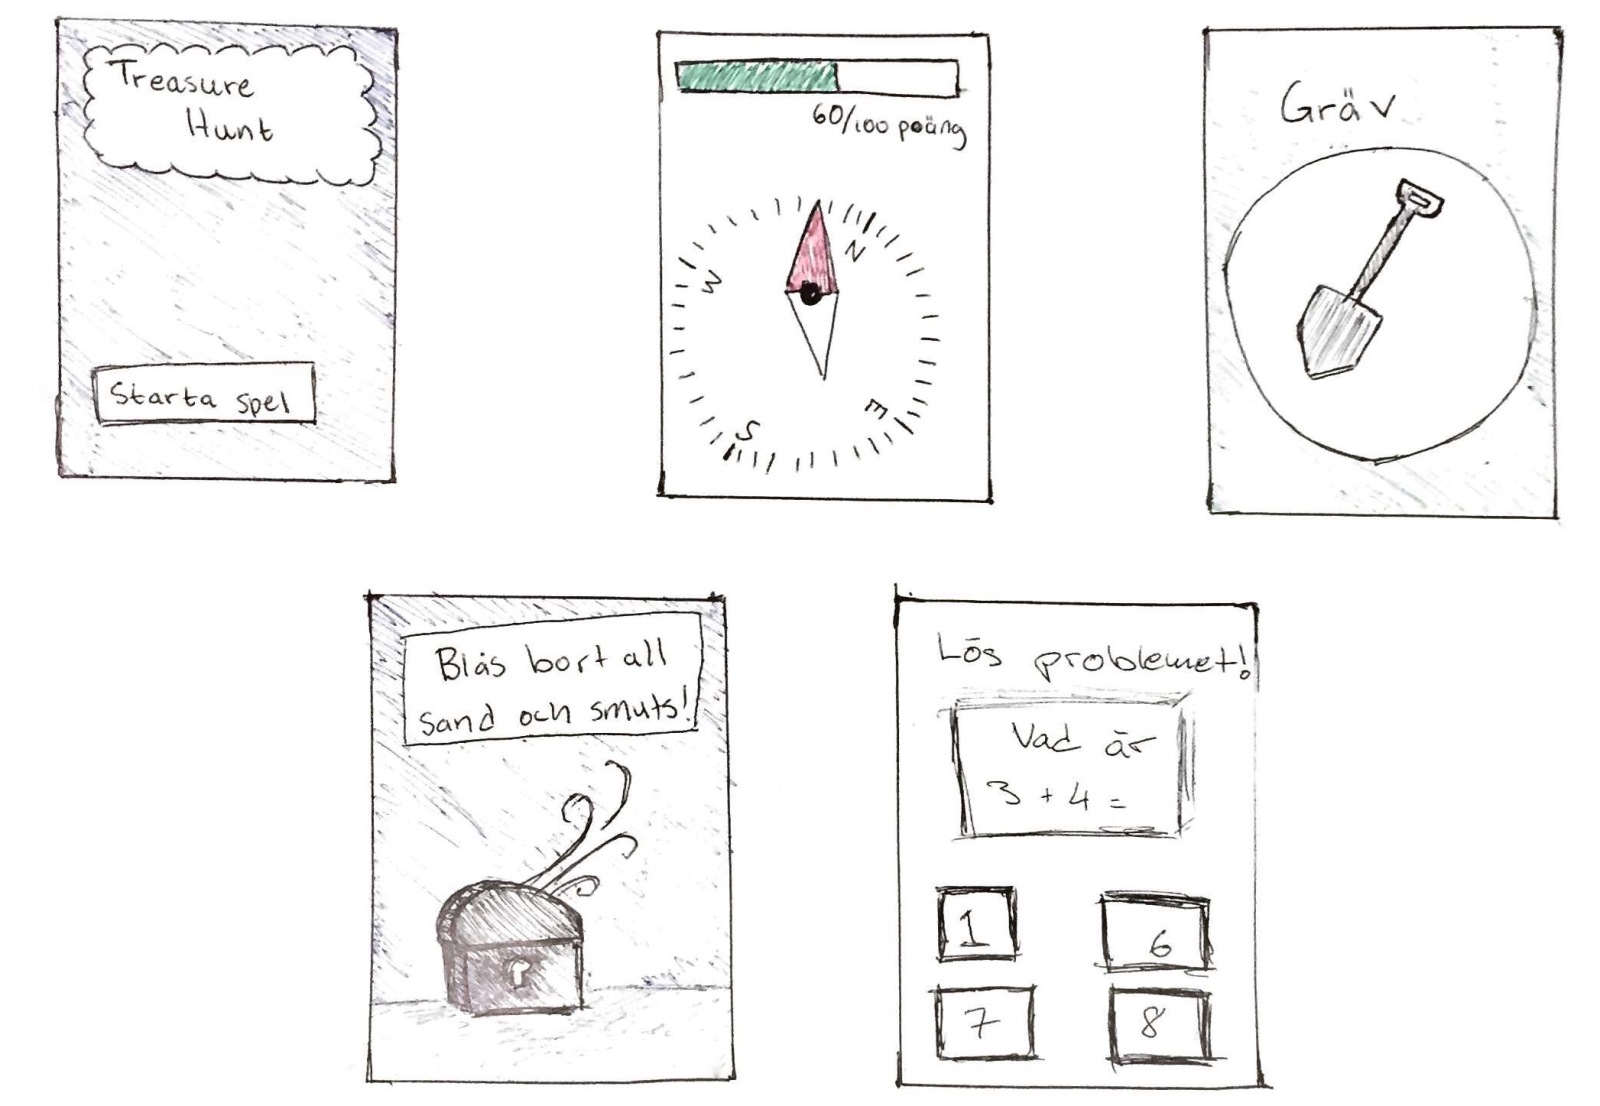 Treasure
Hunt
Starta spel
60/100 poäng
N
W
E
S
Gräv
Blås bort all
sand och smuts!
Lös problemet!
Vad är
3 + 4 =
1
6
7
8